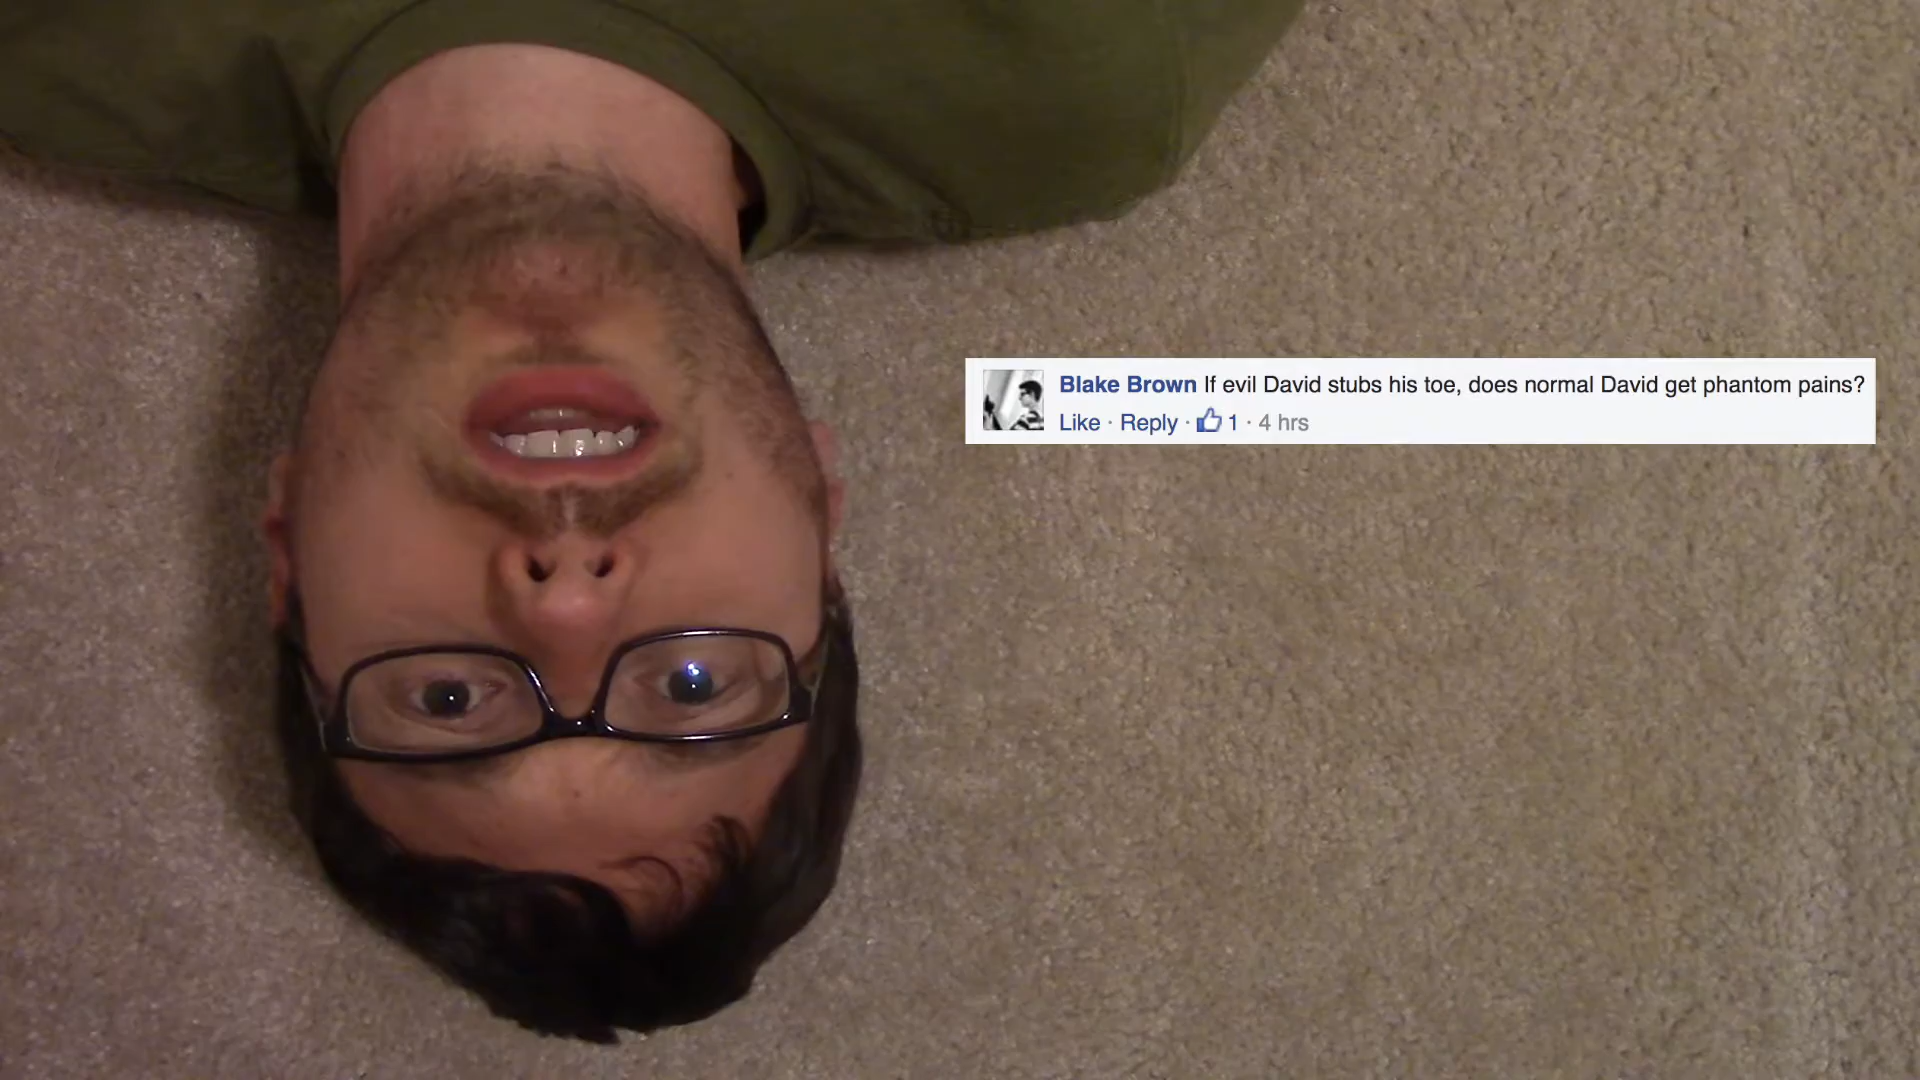 Blake Brown If evil David stubs his toe, does normal David get phantom pains?
Like · Reply · 1 · 4 hrs